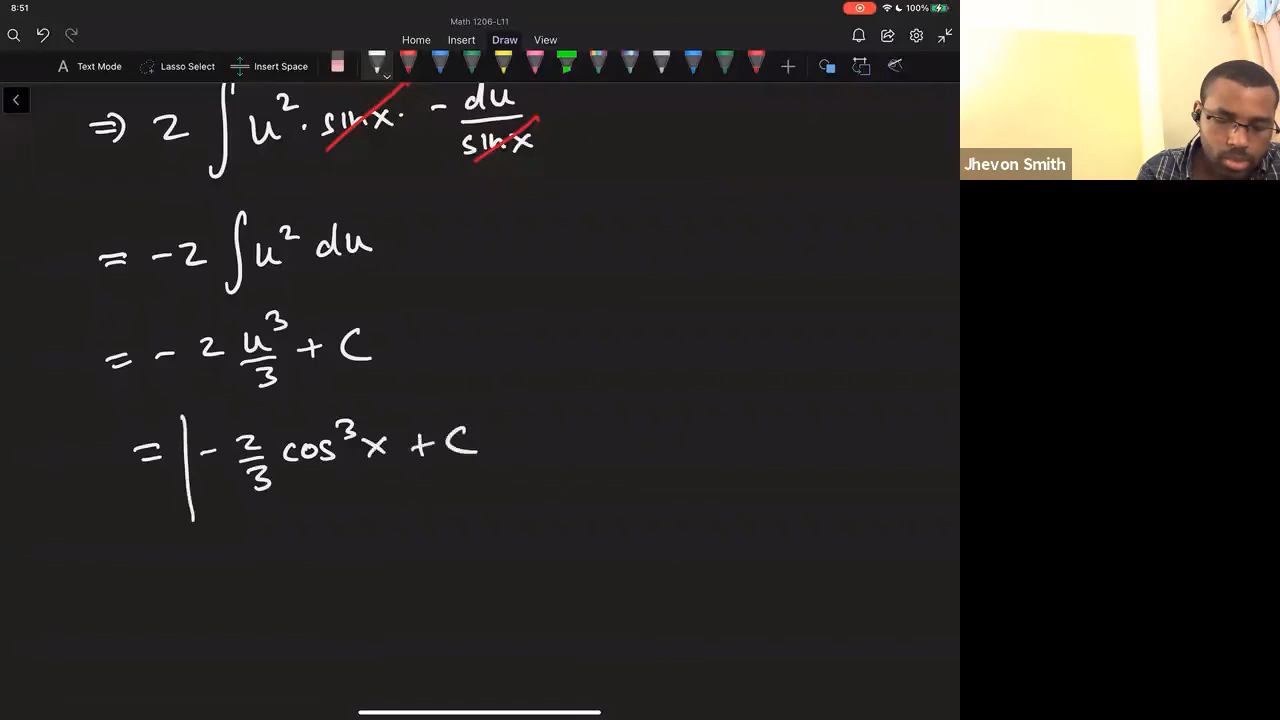 8:51
100%
Math 1206-L11
Home Insert Draw View
Text Mode Lasso Select Insert Space
⇒ 2 ∫ u² · sin x · - du/sin x
= -2 ∫ u² du
= - 2 u³/3 + C
= - 2/3 cos³ x + C
Jhevon Smith